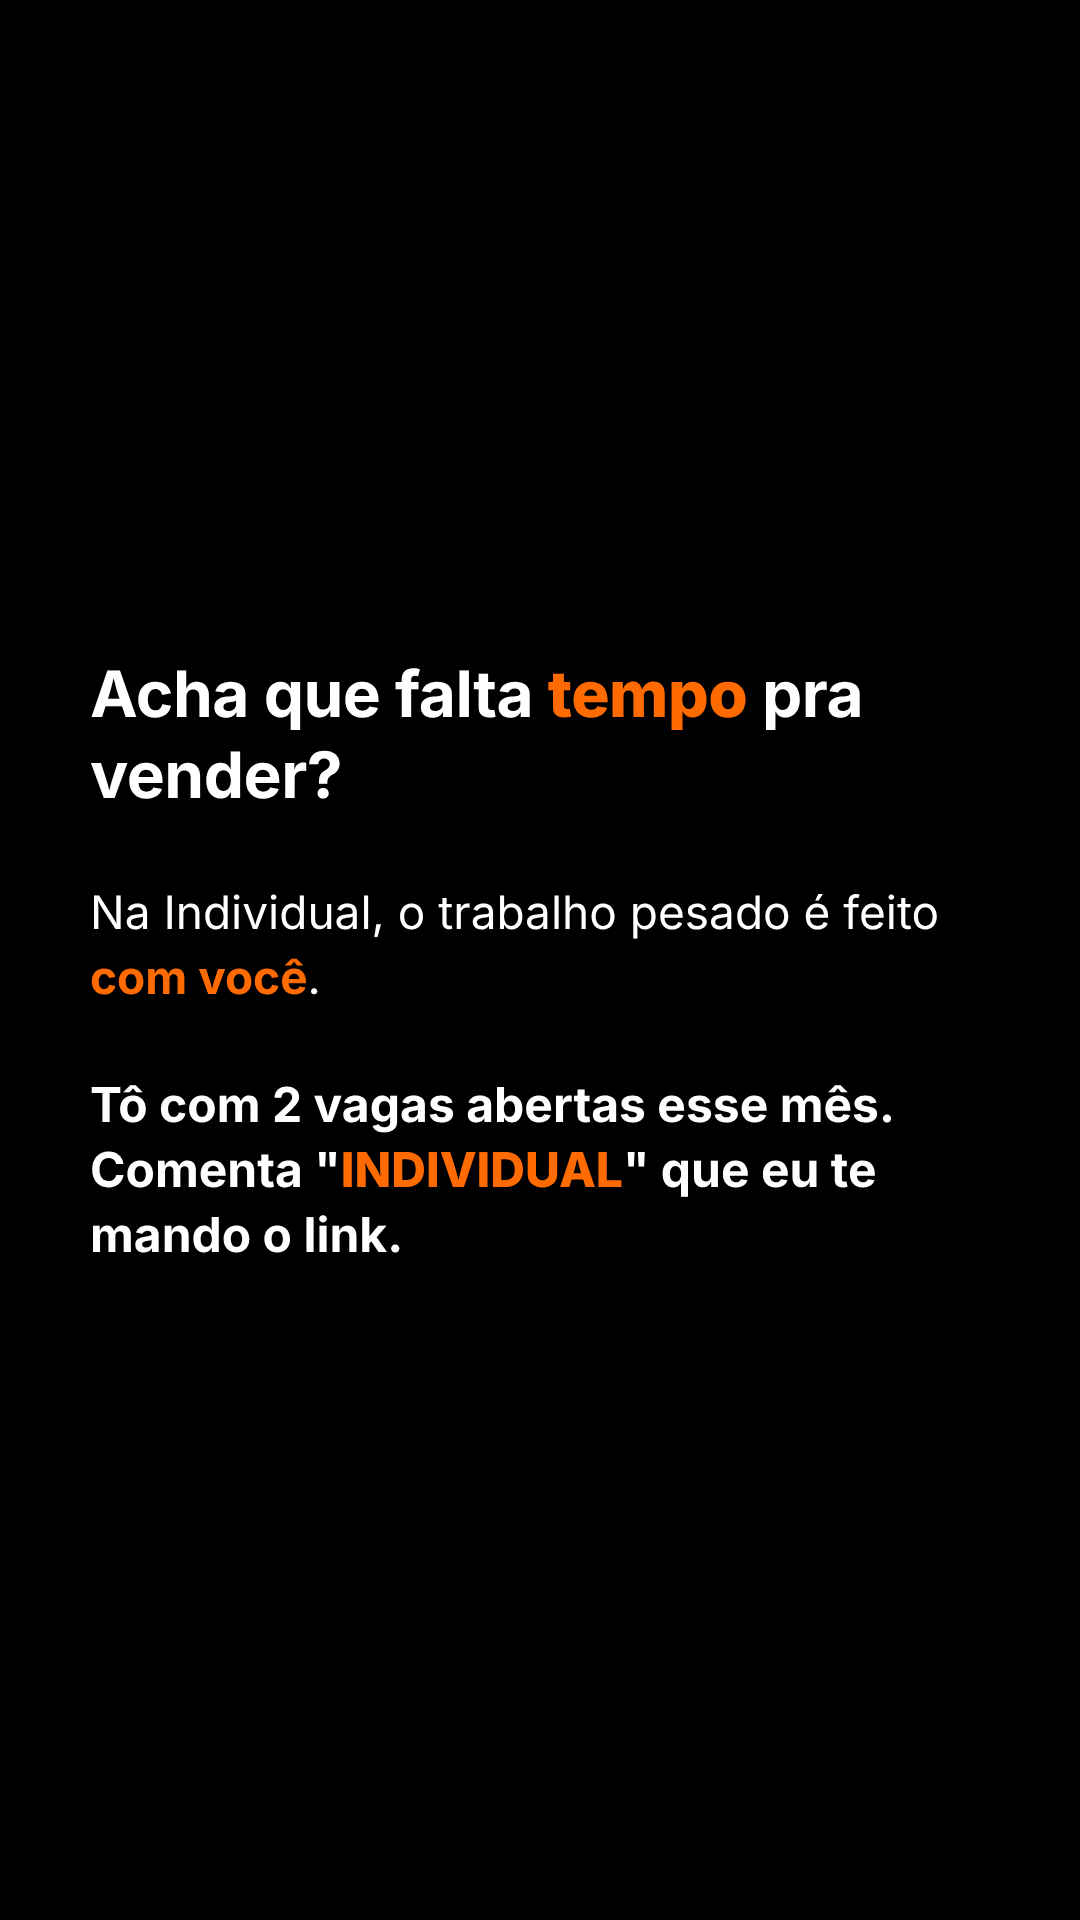 Acha que falta tempo pra
vender?
Na Individual, o trabalho pesado é feito
com você.
Tô com 2 vagas abertas esse mês.
Comenta "INDIVIDUAL" que eu te
mando o link.